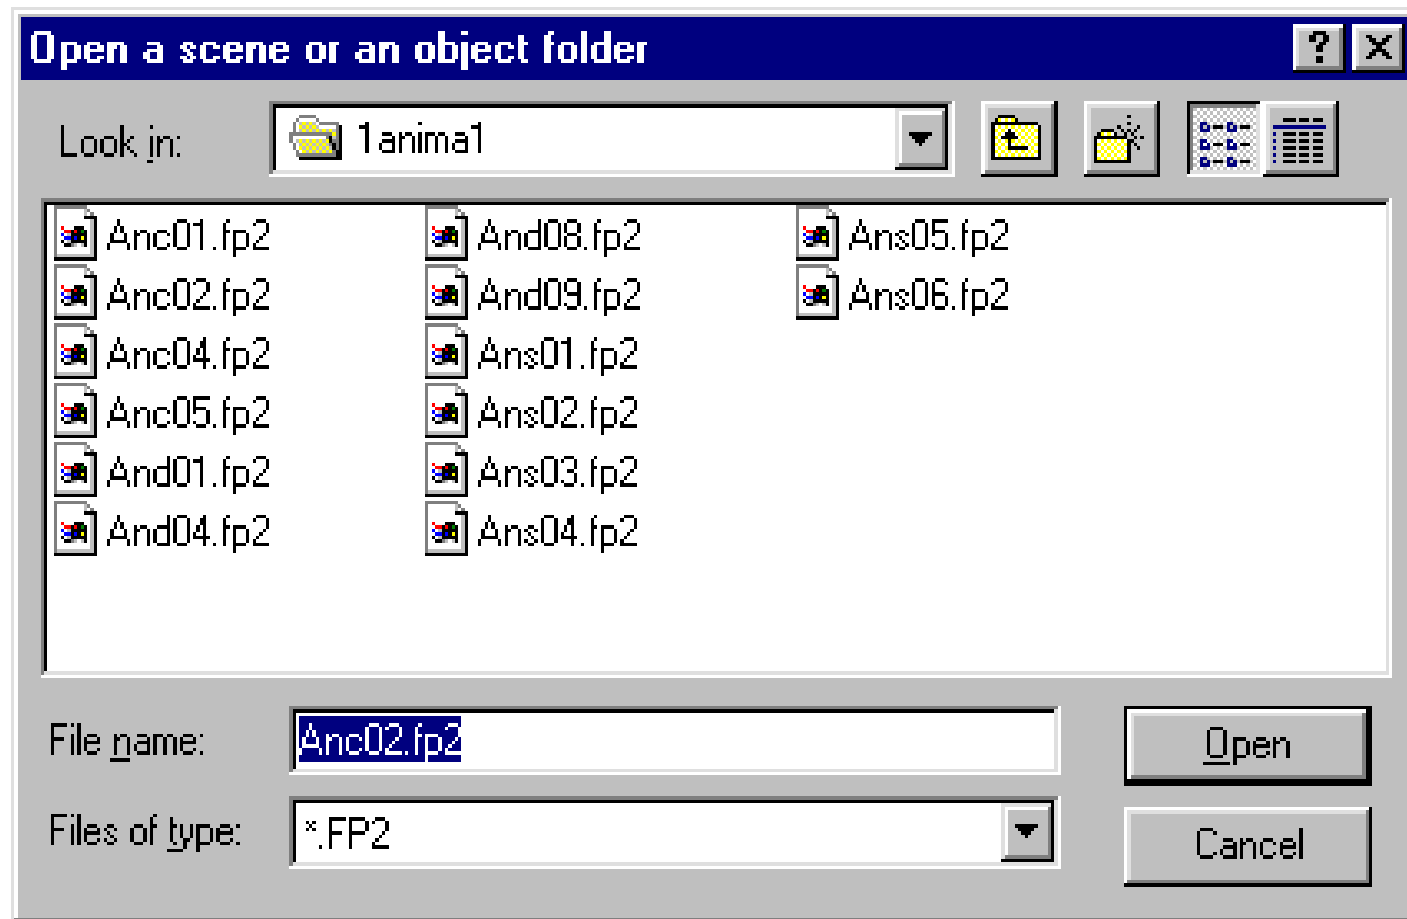 Open a scene or an object folder
Look in: 1anima1
Anc01.fp2
Anc02.fp2
Anc04.fp2
Anc05.fp2
And01.fp2
And04.fp2
And08.fp2
And09.fp2
Ans01.fp2
Ans02.fp2
Ans03.fp2
Ans04.fp2
Ans05.fp2
Ans06.fp2
File name: Anc02.fp2
Open
Files of type: *.FP2
Cancel